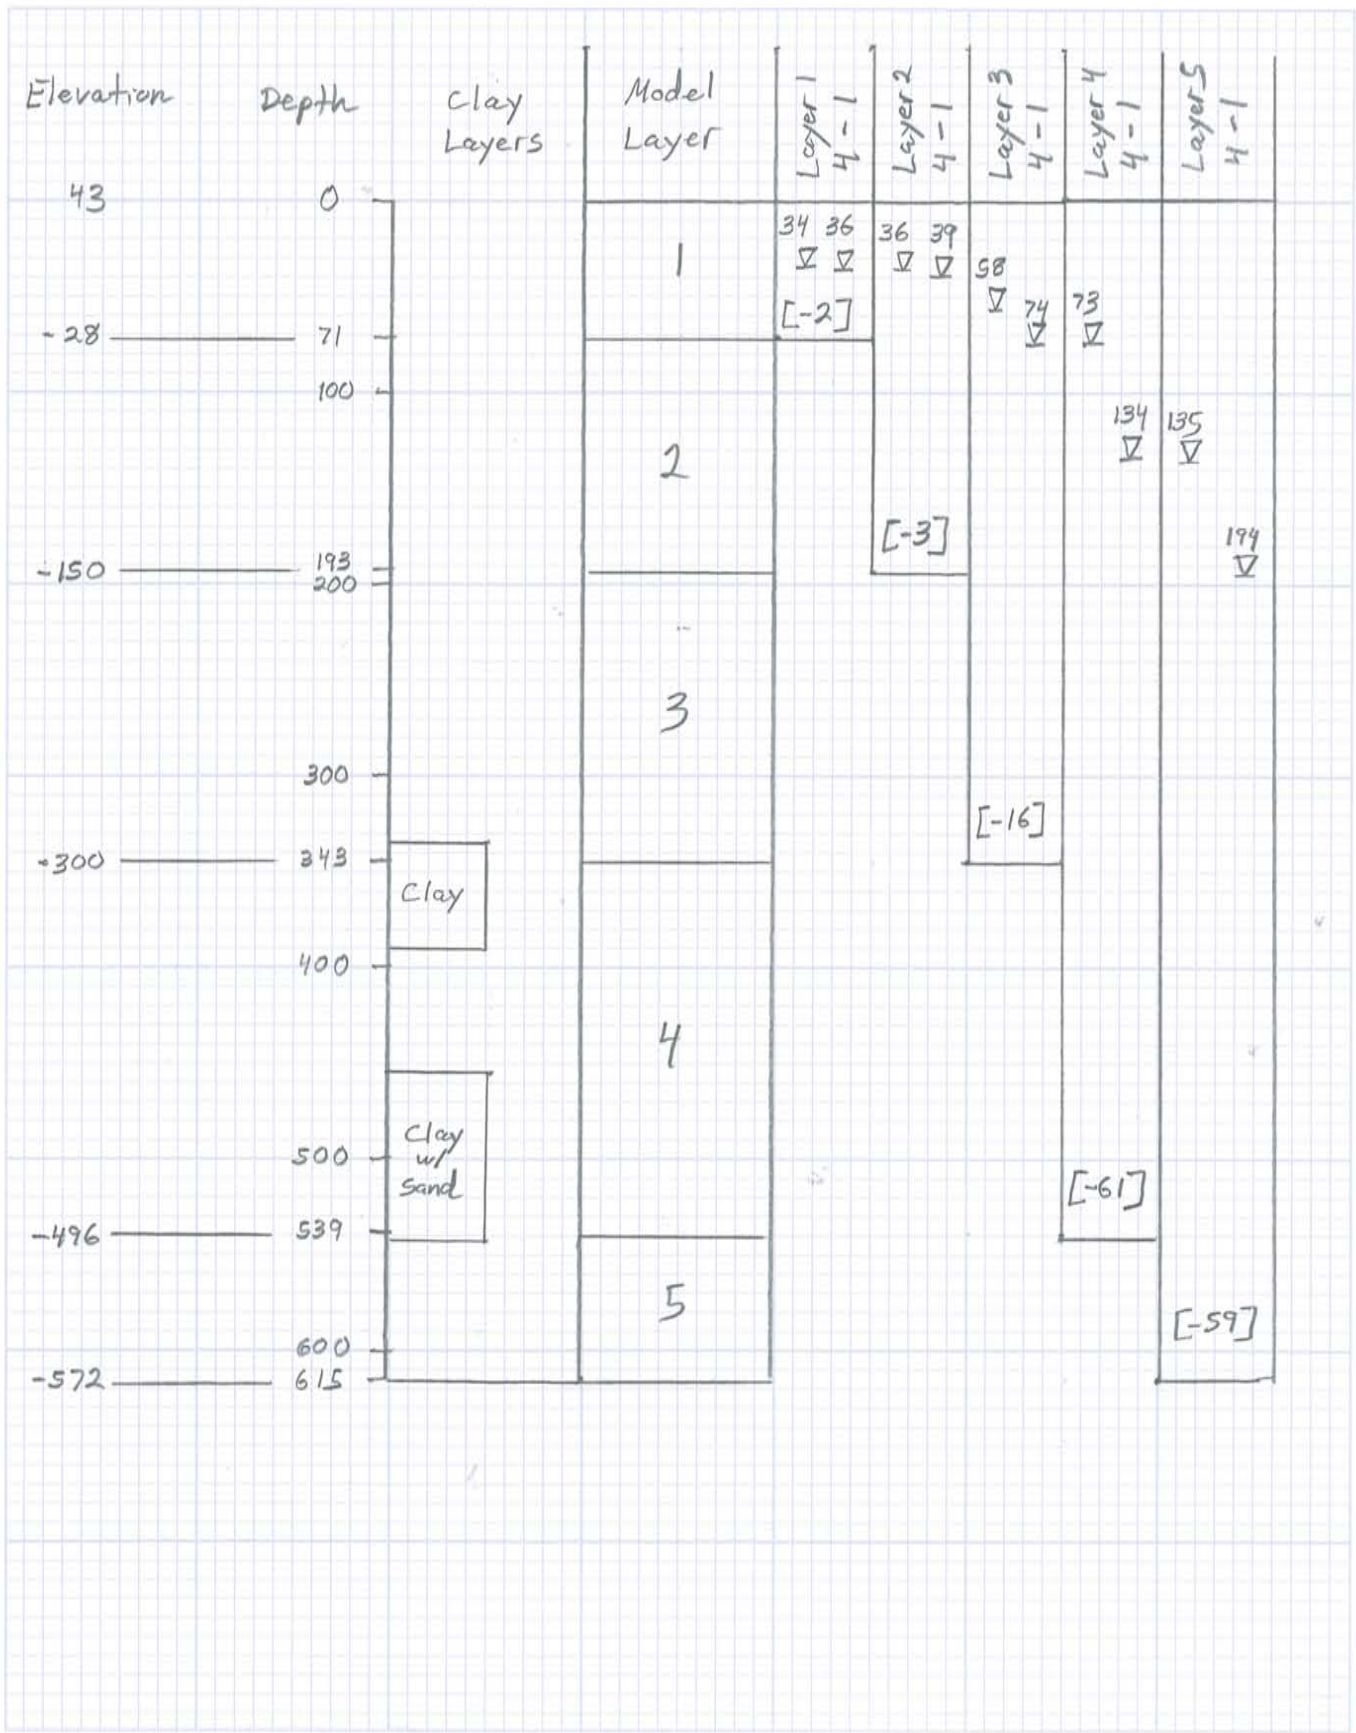 Elevation Depth Clay Layers Model Layer Layer 1 4-1 Layer 2 4-1 Layer 3 4-1 Layer 4 4-1 Layer 5 4-1
43 0
34 36 36 39
1 58
[-2] 74 73
-28 71
100
134 135
2
[-3] 194
-150 193
200
3
300
[-16]
-300 343
Clay
400
4
Clay
500 w/
Sand [-61]
-496 539
5
[-59]
600
-572 615